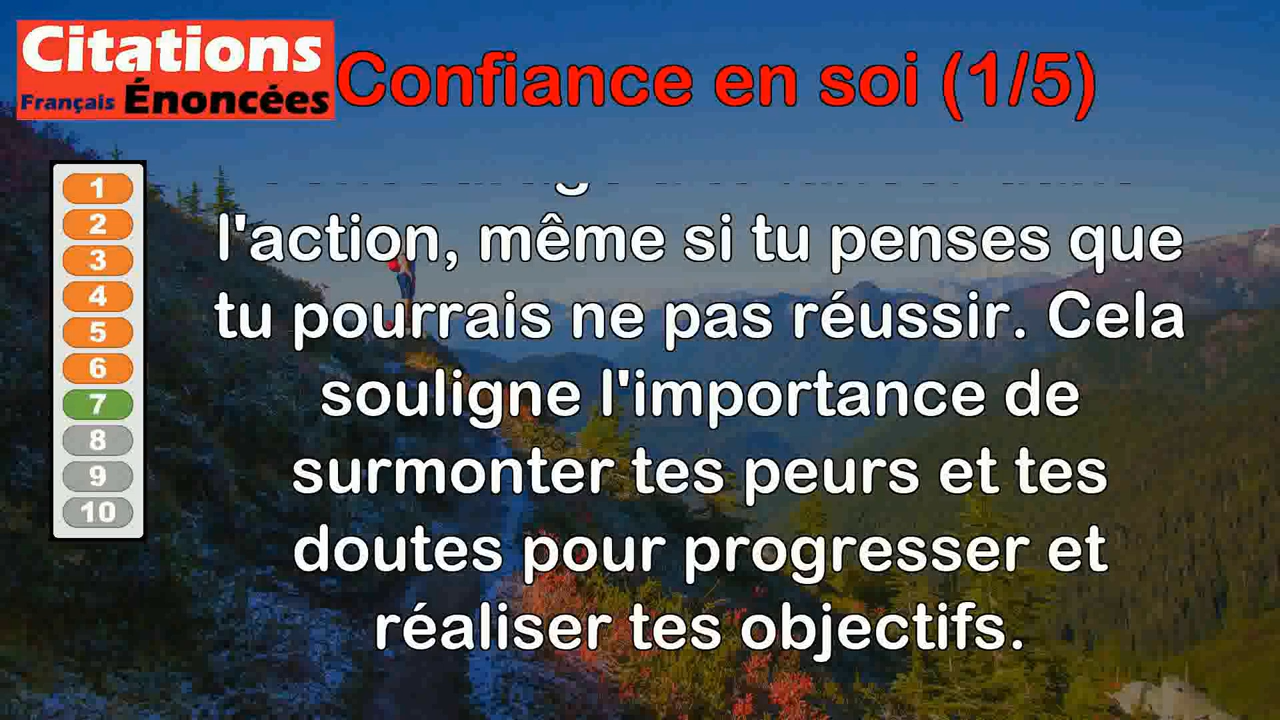 Citations
Français Énoncées
Confiance en soi (1/5)
1
2
3
4
5
6
7
8
9
10
l'action, même si tu penses que
tu pourrais ne pas réussir. Cela
souligne l'importance de
surmonter tes peurs et tes
doutes pour progresser et
réaliser tes objectifs.